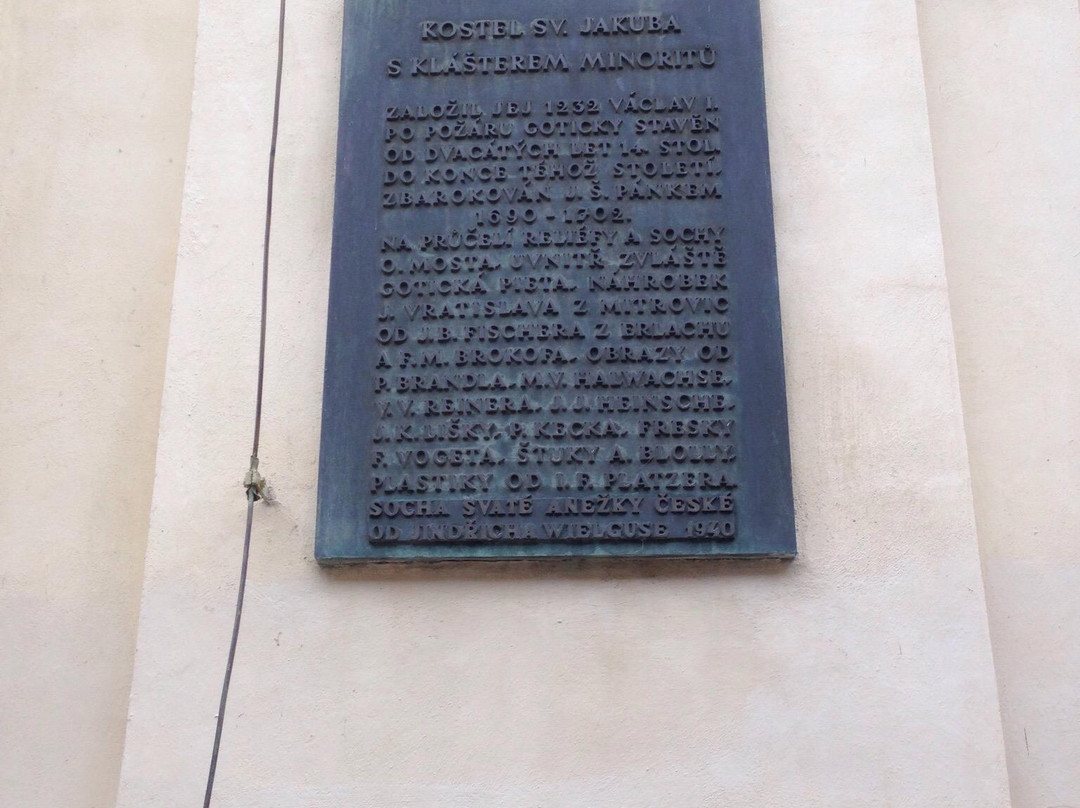 KOSTEL SV. JAKUBA
S KLÁŠTEREM MINORITŮ
ZALOŽIL JEJ 1232 VÁCLAV I.
PO POŽÁRU GOTICKY STAVĚN
OD DVACÁTÝCH LET 14. STOL.
DO KONCE TÉHOŽ STOLETÍ,
ZBAROKOVÁN J. Š. PÁNKEM
1690 - 1702.
NA PRŮČELÍ RELIÉFY A SOCHY
O. MOSTA. UVNITŘ ZVLÁŠTĚ
GOTICKÁ PIETA, NÁHROBEK
J. VRATISLAVA Z MITROVIC
OD J.B. FISCHERA Z ERLACHU
A F.M. BROKOFA. OBRAZY OD
P. BRANDLA, M.V. HALWACHSE,
V.V. REINERA, J.J. HEINSCHE,
J.K. LIŠKY, P. KECKA, FRESKY
F. VOGETA, ŠTUKY A. BLOLLY,
PLASTIKY OD I.F. PLATZERA.
SOCHA SVATÉ ANEŽKY ČESKÉ
OD JINDŘICHA WIELGUSE 1940